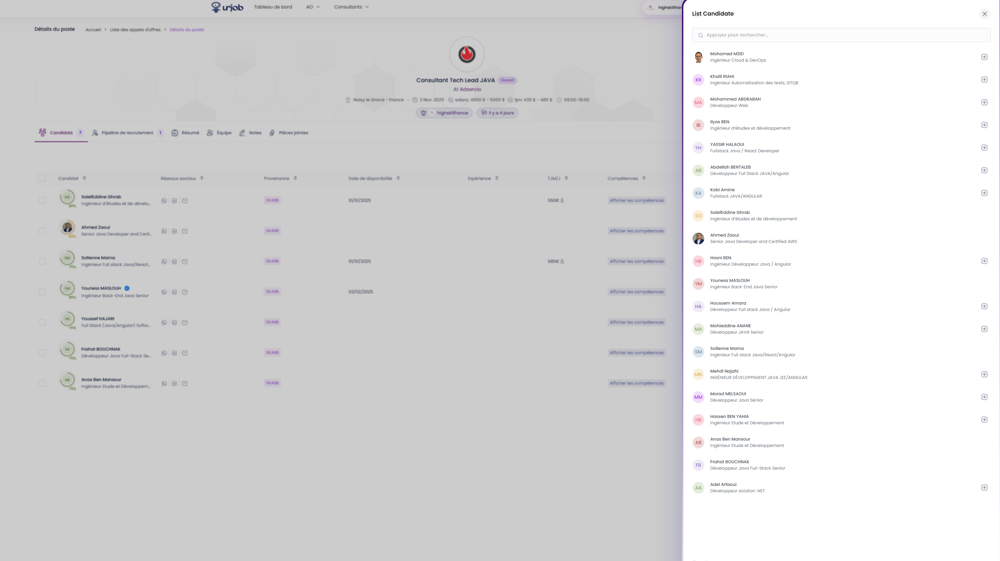 urjob
Tableau de bord
AO
Consultants
Détails du poste
Accueil > Liste des appels d'offres > Détails du poste
Consultant Tech Lead JAVA
Ouvert
At Adservio
Noisy le Grand - France • 3 févr. 2025 salary: 4000 $ - 5000 $ tjm: 430 $ - 480 $ 09:00-18:00
highskillfrance
il y a 4 jours
Candidats 7
Pipeline de recrutement 1
Résumé
Équipe
Notes
Pièces jointes
Candidat Réseaux sociaux Provenance Date de disponibilité Expérience TJM/J Compétences
SG
80%
SaiefEddine Ghrab
Ingénieur d'études et de dévelo...
UrJob
01/01/2025
550€ /j
Afficher les compétences
Ahmed Zaoui
Senior Java Developer and Certi...
UrJob
Afficher les compétences
SM
75%
Sofienne Mama
Ingénieur Full stack Java/React...
UrJob
01/01/2025
585€ /j
Afficher les compétences
YM
85%
Youness MASLOUH
Ingénieur Back-End Java Senior
UrJob
03/02/2025
Afficher les compétences
YH
70%
Youssef HAJARI
Full Stack (Java/Angular) Softw...
UrJob
Afficher les compétences
FB
75%
Frahat BOUCHNAK
Développeur Java Full-Stack Se...
UrJob
Afficher les compétences
AB
75%
Anas Ben Mansour
Ingénieur Etude et Développem...
UrJob
Afficher les compétences
List Candidate
Appuyez pour rechercher...
Mohamed MZID
Ingénieur Cloud & DevOps
KR
Khalil RIAHI
Ingénieur Automatisation des tests, ISTQB
MA
Mohammed ABDRABAH
Développeur Web
IB
Ilyas BEN
Ingénieur d'études et développement
YH
YASSIR HALAOUI
Fullstack Java / React Developer
AB
Abdellah BENTALEB
Développeur Full Stack JAVA/Angular
KA
Kobi Amine
Fullstack JAVA/ANGULAR
SG
SaiefEddine Ghrab
Ingénieur d'études et de développement
Ahmed Zaoui
Senior Java Developer and Certified AWS
HB
Hosni BEN
Ingénieur Développeur Java / Angular
YM
Youness MASLOUH
Ingénieur Back-End Java Senior
HA
Houssem Amara
Développeur Full stack Java / Angular
MA
Mohieddine ANANE
Développeur JAVA Senior
SM
Sofienne Mama
Ingénieur Full stack Java/React/Angular
MN
Mehdi Najahi
INGÉNIEUR DÉVELOPPEMENT JAVA JEE/ANGULAR
MM
Morad MELSAOUI
Développeur Java Sénior
HB
Hassen BEN YAHIA
Ingénieur Etude et Développement
AB
Anas Ben Mansour
Ingénieur Etude et Développement
FB
Frahat BOUCHNAK
Développeur Java Full-Stack Senior
AA
Adel Arfaoui
Développeur solution .NET